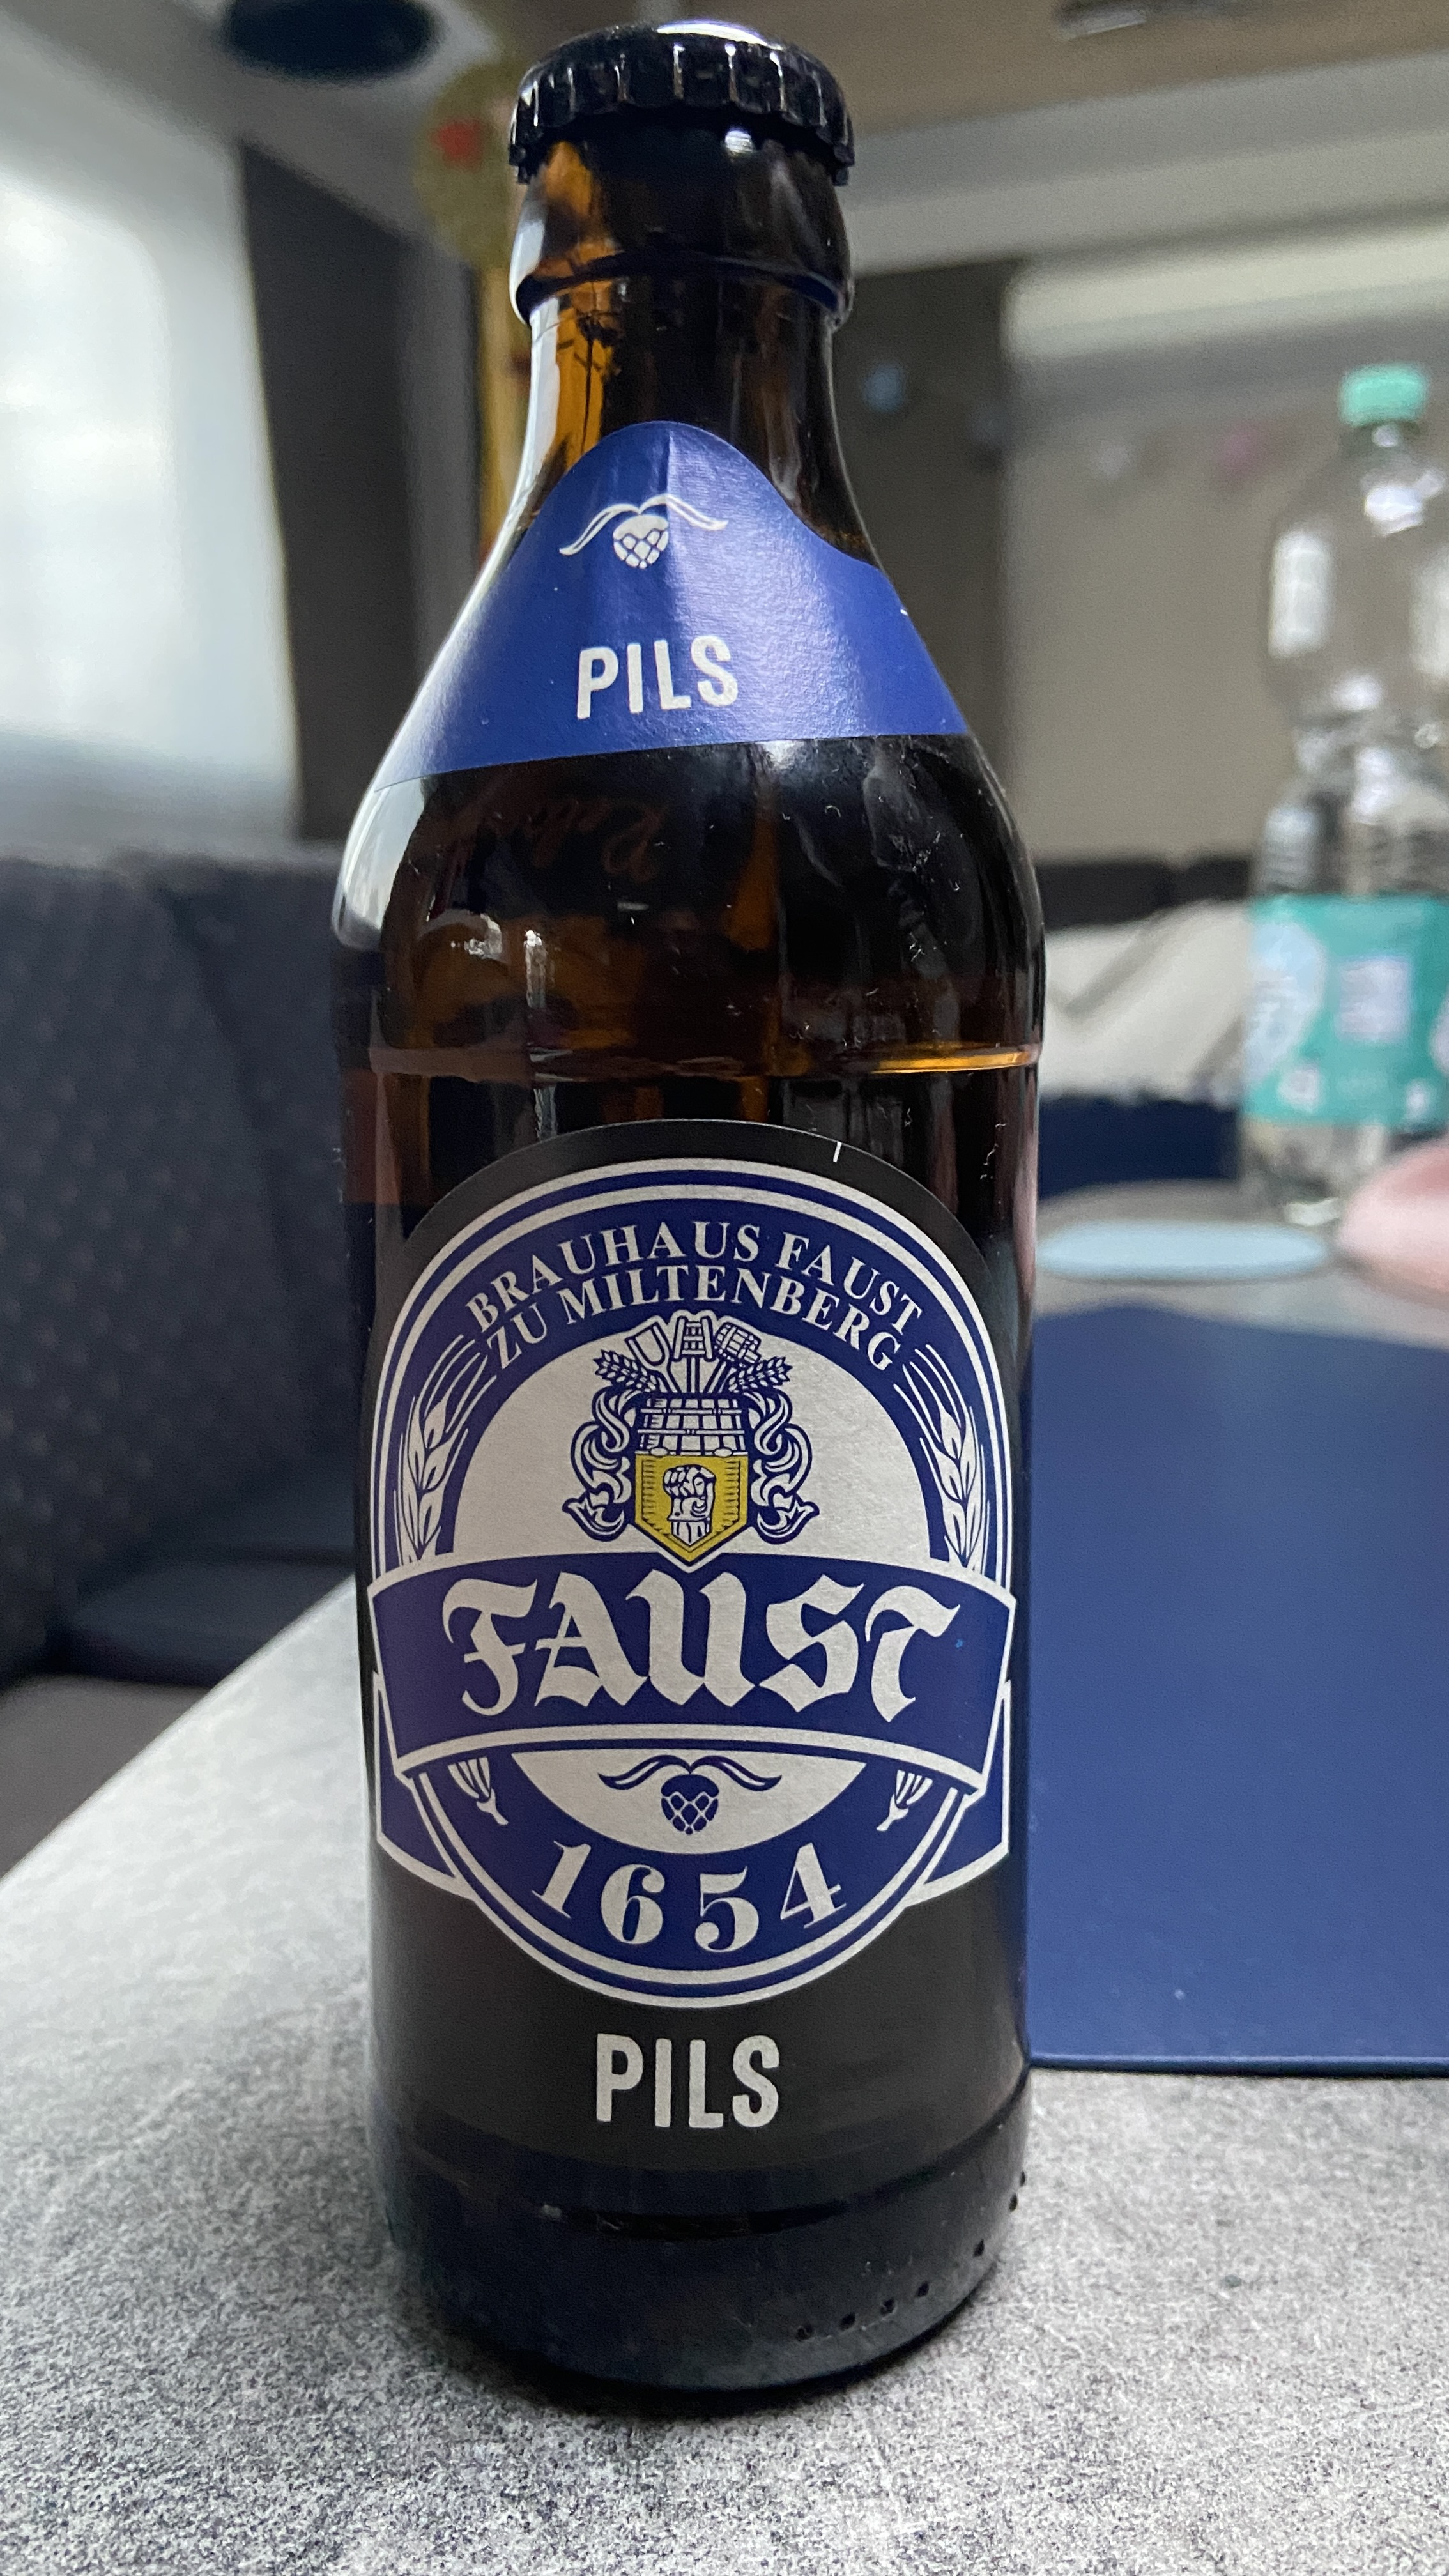 PILS
BRAUHAUS FAUST
ZU MILTENBERG
FAUST
1654
PILS